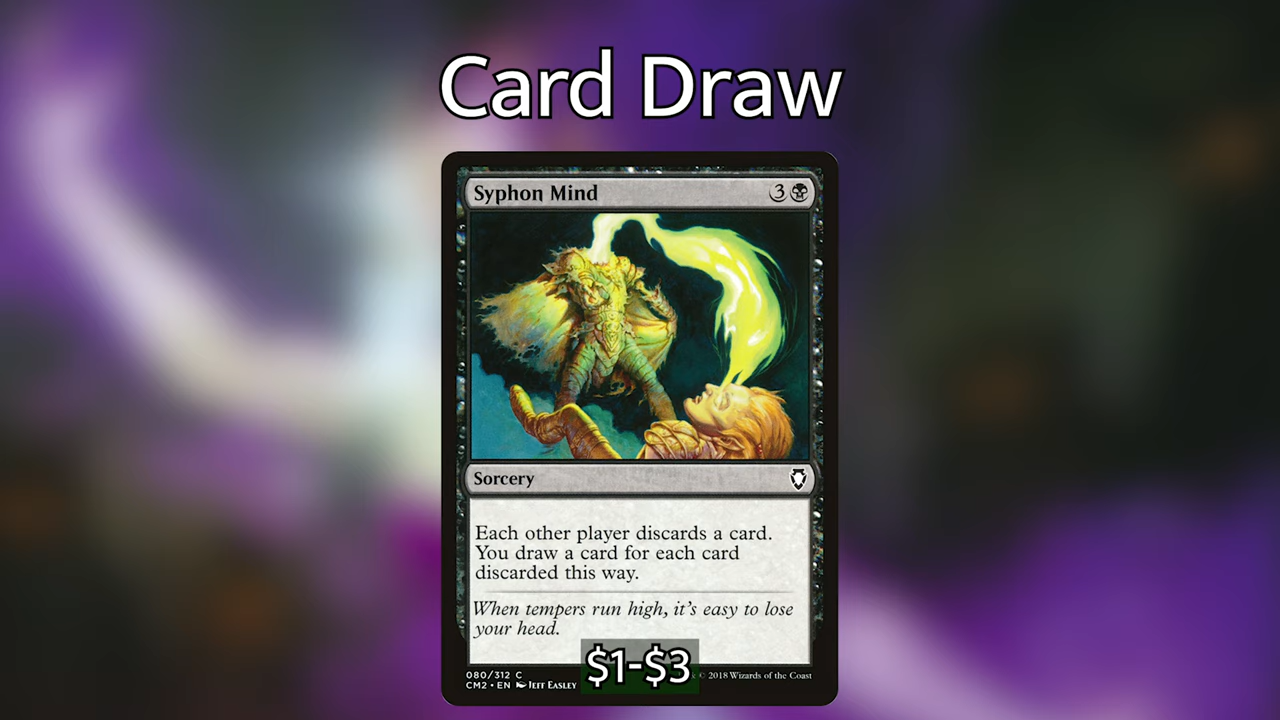 Card Draw
Syphon Mind 3
Sorcery
Each other player discards a card.
You draw a card for each card
discarded this way.
When tempers run high, it's easy to lose
your head.
$1-$3
080/312 C
CM2 • EN Jeff Easley
© 2018 Wizards of the Coast